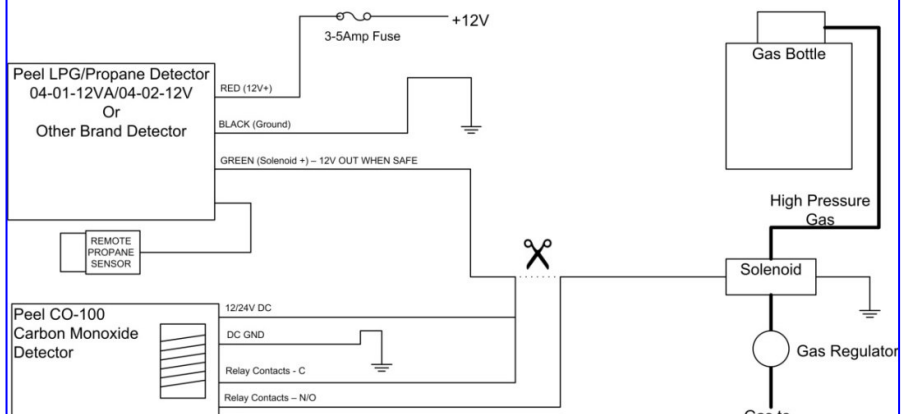 +12V
3-5Amp Fuse
Gas Bottle
Peel LPG/Propane Detector
04-01-12VA/04-02-12V
Or
Other Brand Detector
RED (12V+)
BLACK (Ground)
GREEN (Solenoid +) – 12V OUT WHEN SAFE
High Pressure
Gas
REMOTE
PROPANE
SENSOR
Solenoid
Peel CO-100
Carbon Monoxide
Detector
12/24V DC
DC GND
Relay Contacts - C
Relay Contacts – N/O
Gas Regulator
Gas to